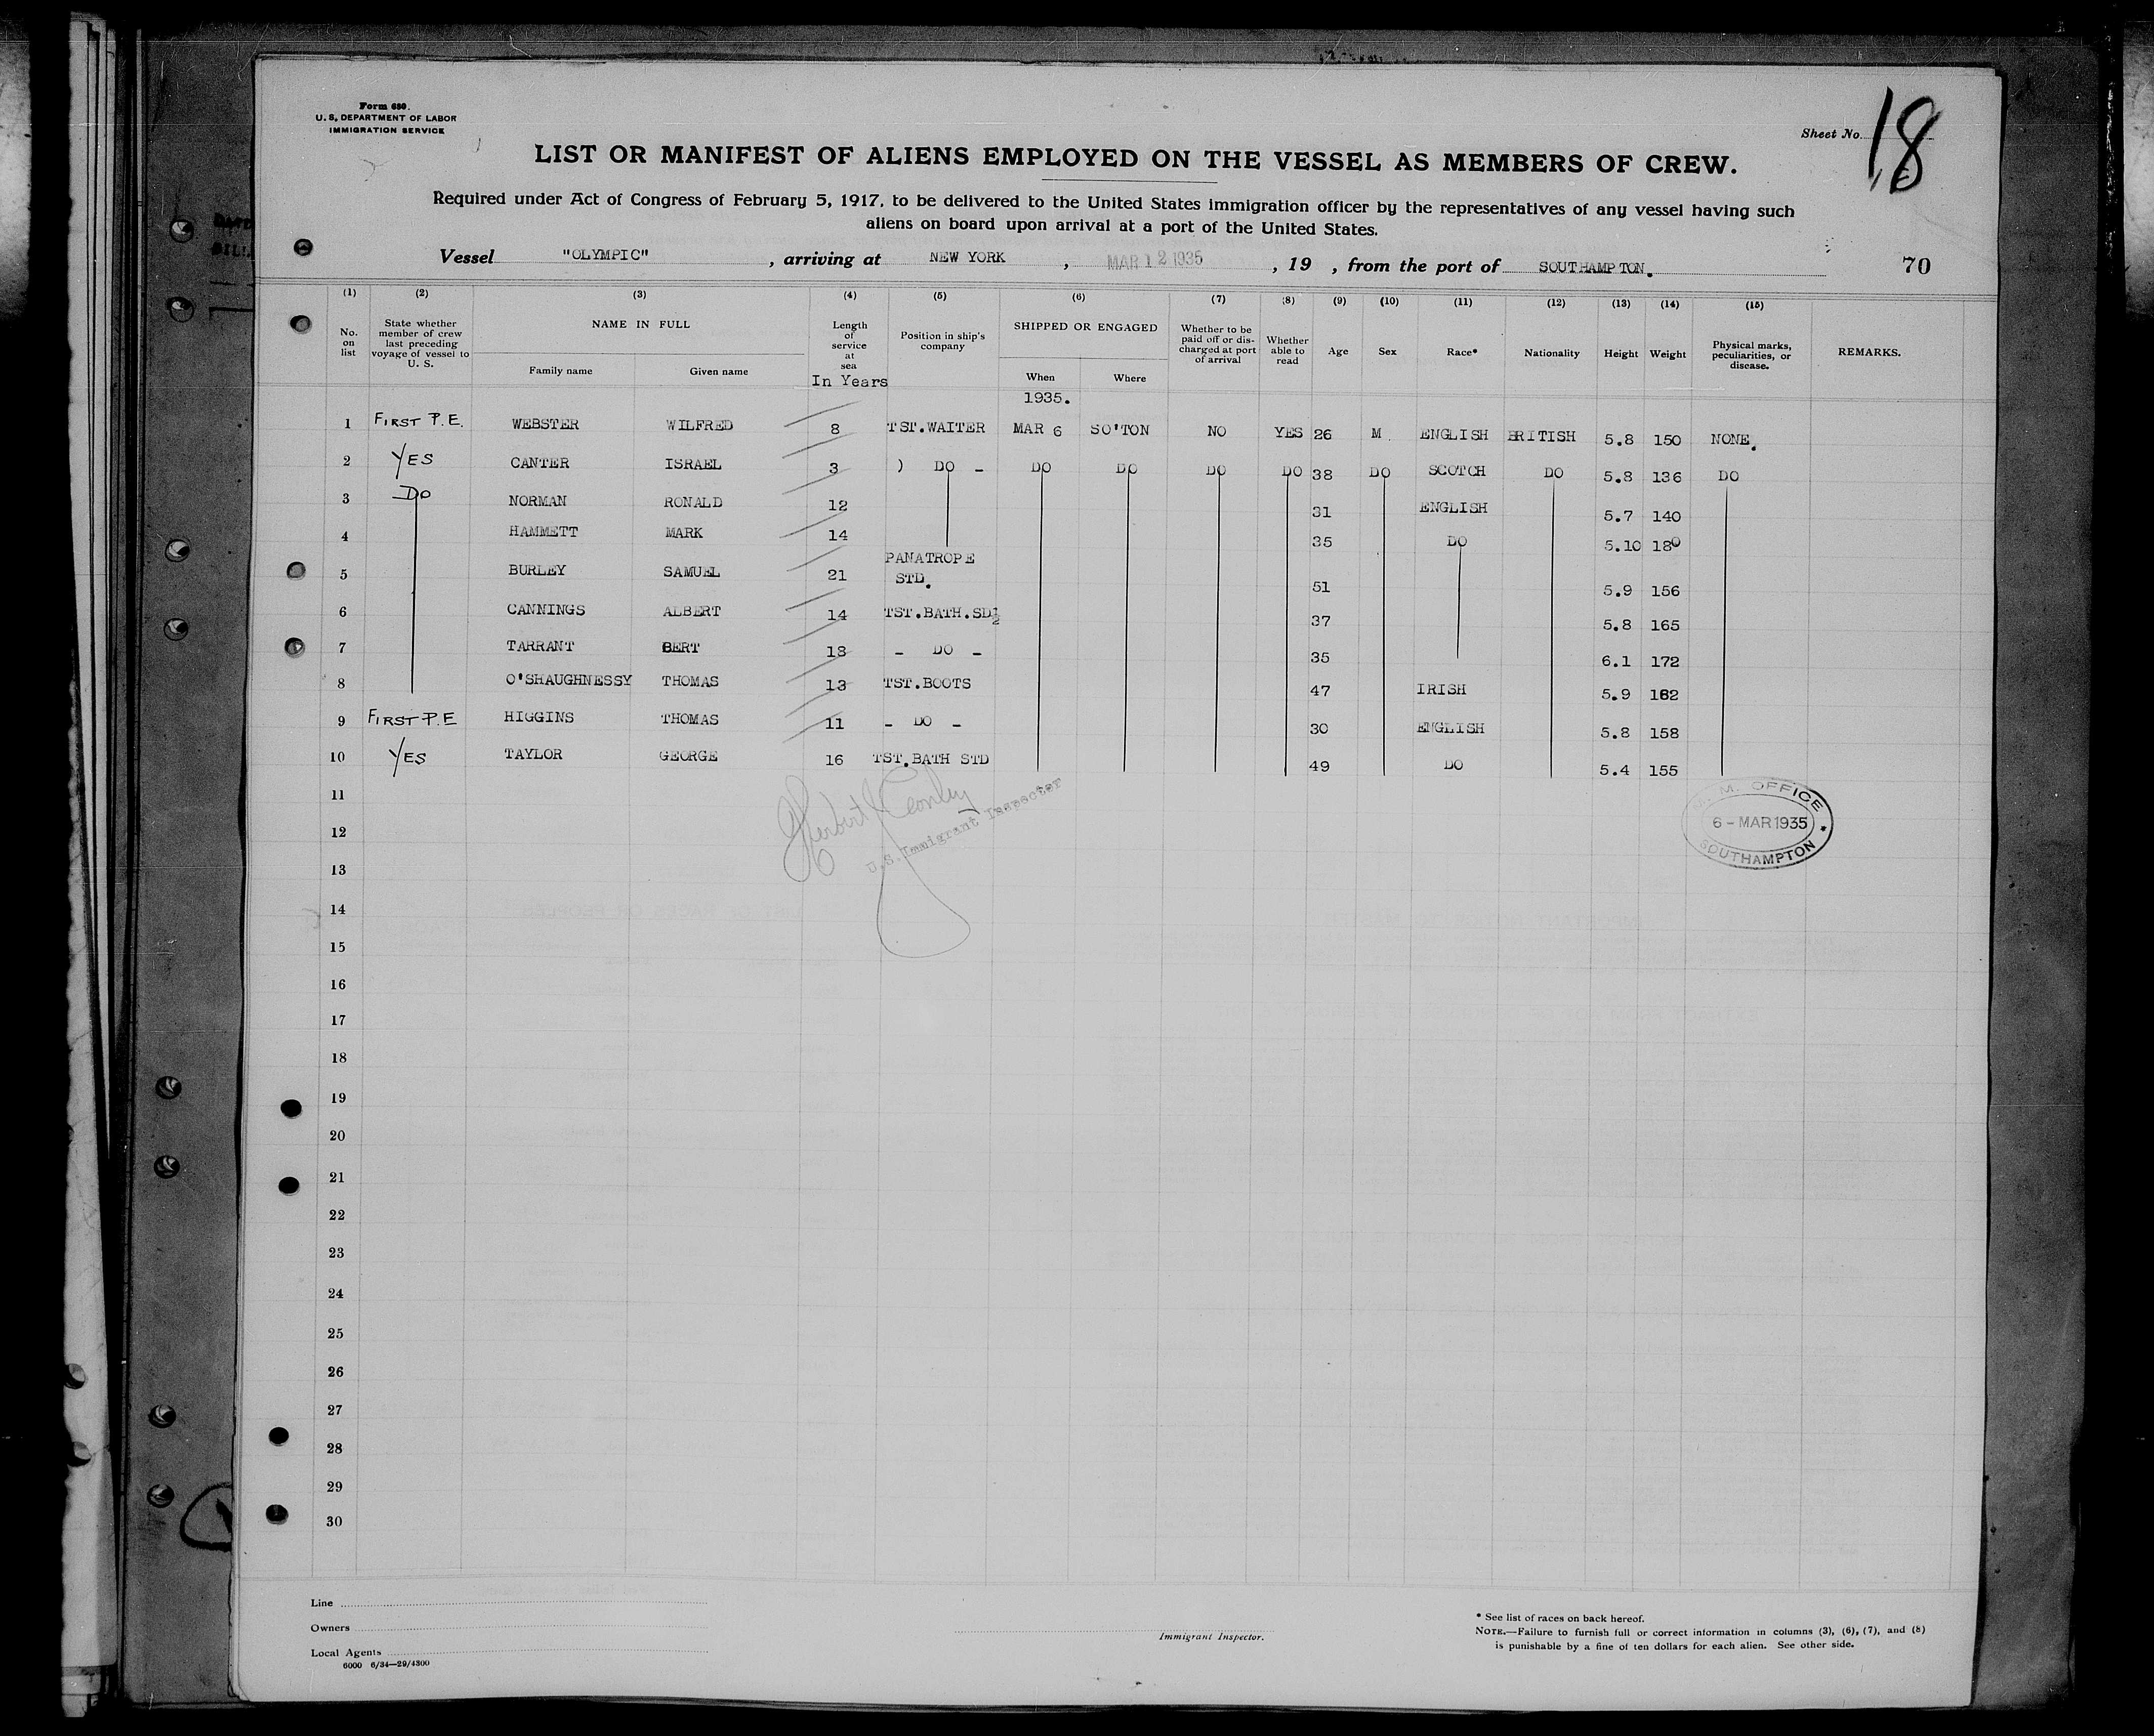 Form 680.
U. S. DEPARTMENT OF LABOR
IMMIGRATION SERVICE
Sheet No. 18
LIST OR MANIFEST OF ALIENS EMPLOYED ON THE VESSEL AS MEMBERS OF CREW.
Required under Act of Congress of February 5, 1917, to be delivered to the United States immigration officer by the representatives of any vessel having such
aliens on board upon arrival at a port of the United States.
Vessel "OLYMPIC", arriving at NEW YORK, MAR 12 1935, 19 , from the port of SOUTHAMPTON. 70
(1) (2) (3) (4) (5) (6) (7) (8) (9) (10) (11) (12) (13) (14) (15)
No. on list
State whether member of crew last preceding voyage of vessel to U. S.
NAME IN FULL
Family name
Given name
Length of service at sea
In Years
Position in ship's company
SHIPPED OR ENGAGED
When
Where
1935.
Whether to be paid off or discharged at port of arrival
Whether able to read
Age
Sex
Race*
Nationality
Height
Weight
Physical marks, peculiarities, or disease.
REMARKS.
1 FIRST P.E. WEBSTER WILFRED 8 TST.WAITER MAR 6 SO'TON NO YES 26 M. ENGLISH BRITISH 5.8 150 NONE.
2 YES CANTER ISRAEL 3 ) DO - DO DO DO DO 38 DO SCOTCH DO 5.8 136 DO
3 DO NORMAN RONALD 12 31 ENGLISH 5.7 140
4 HAMMETT MARK 14 35 DO 5.10 180
5 BURLEY SAMUEL 21 PANATROPE STD. 51 5.9 156
6 CANNINGS ALBERT 14 TST.BATH.SD 37 5.8 165
7 TARRANT BERT 13 - DO - 35 6.1 172
8 O'SHAUGHNESSY THOMAS 13 TST.BOOTS 47 IRISH 5.9 162
9 FIRST P.E HIGGINS THOMAS 11 - DO - 30 ENGLISH 5.8 158
10 YES TAYLOR GEORGE 16 TST.BATH STD 49 DO 5.4 155
11
12
13
14
15
16
17
18
19
20
21
22
23
24
25
26
27
28
29
30
Herbert
U.S. Immigrant Inspector
M. M. OFFICE
6 - MAR 1935
SOUTHAMPTON
Line
Owners
Local Agents
6000 6/34—29/4300
Immigrant Inspector.
* See list of races on back hereof.
NOTE.—Failure to furnish full or correct information in columns (3), (6), (7), and (8)
is punishable by a fine of ten dollars for each alien. See other side.